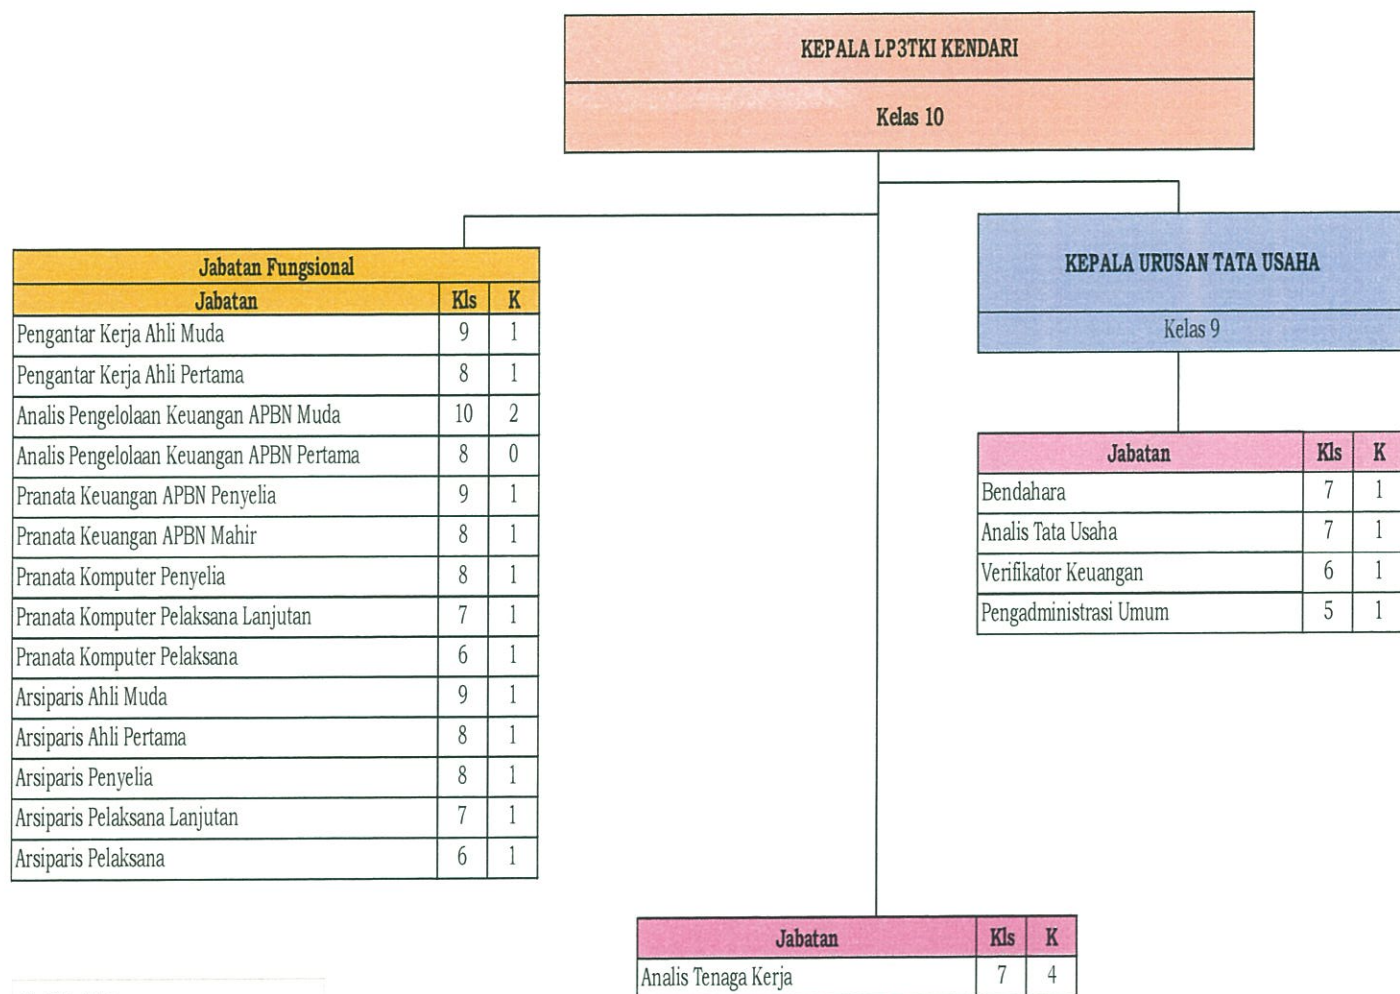 KEPALA LP3TKI KENDARI
Kelas 10
Jabatan Fungsional
Jabatan Kls K
Pengantar Kerja Ahli Muda 9 1
Pengantar Kerja Ahli Pertama 8 1
Analis Pengelolaan Keuangan APBN Muda 10 2
Analis Pengelolaan Keuangan APBN Pertama 8 0
Pranata Keuangan APBN Penyelia 9 1
Pranata Keuangan APBN Mahir 8 1
Pranata Komputer Penyelia 8 1
Pranata Komputer Pelaksana Lanjutan 7 1
Pranata Komputer Pelaksana 6 1
Arsiparis Ahli Muda 9 1
Arsiparis Ahli Pertama 8 1
Arsiparis Penyelia 8 1
Arsiparis Pelaksana Lanjutan 7 1
Arsiparis Pelaksana 6 1
KEPALA URUSAN TATA USAHA
Kelas 9
Jabatan Kls K
Bendahara 7 1
Analis Tata Usaha 7 1
Verifikator Keuangan 6 1
Pengadministrasi Umum 5 1
Jabatan Kls K
Analis Tenaga Kerja 7 4